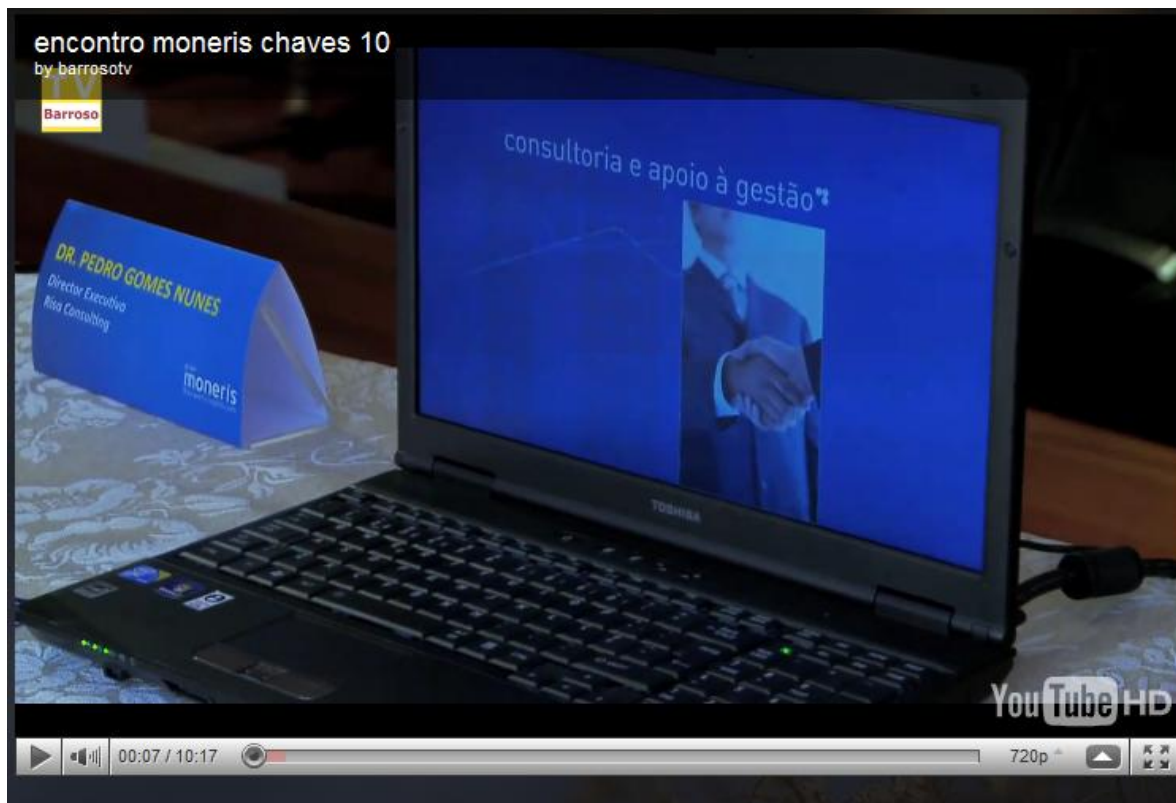 encontro moneris chaves 10
by barrosotv
TV
Barroso
consultoria e apoio à gestão
DR. PEDRO GOMES NUNES
Director Executivo
Risa Consulting
moneris
TOSHIBA
YouTube HD
00:07 / 10:17
720p